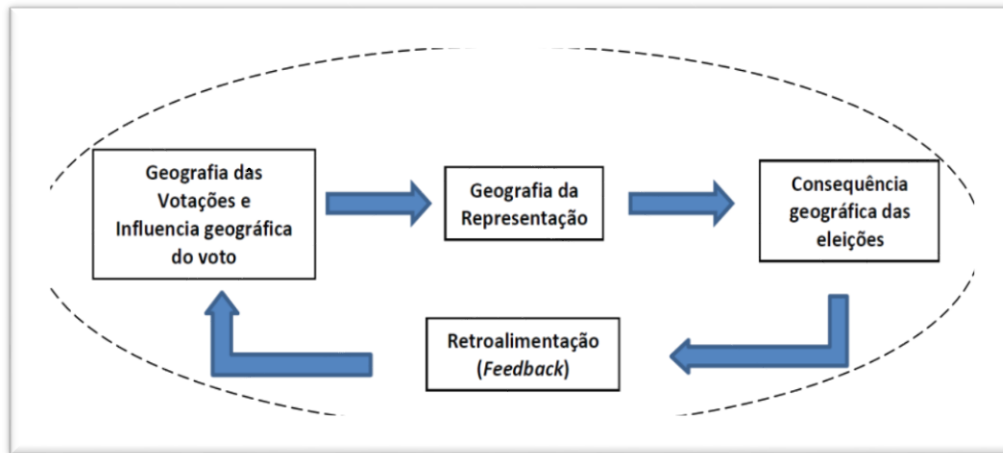 Geografia das
Votações e
Influencia geográfica
do voto
Geografia da
Representação
Consequência
geográfica das
eleições
Retroalimentação
(Feedback)